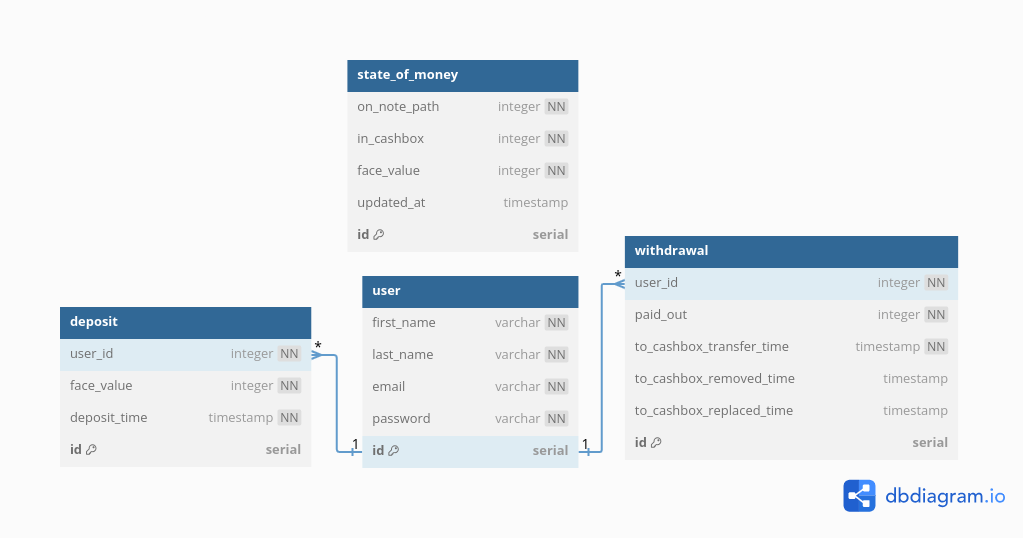 state_of_money
on_note_path integer NN
in_cashbox integer NN
face_value integer NN
updated_at timestamp
id serial
deposit
user_id integer NN
face_value integer NN
deposit_time timestamp NN
id serial
*
1
user
first_name varchar NN
last_name varchar NN
email varchar NN
password varchar NN
id serial
1
*
withdrawal
user_id integer NN
paid_out integer NN
to_cashbox_transfer_time timestamp NN
to_cashbox_removed_time timestamp
to_cashbox_replaced_time timestamp
id serial
dbdiagram.io